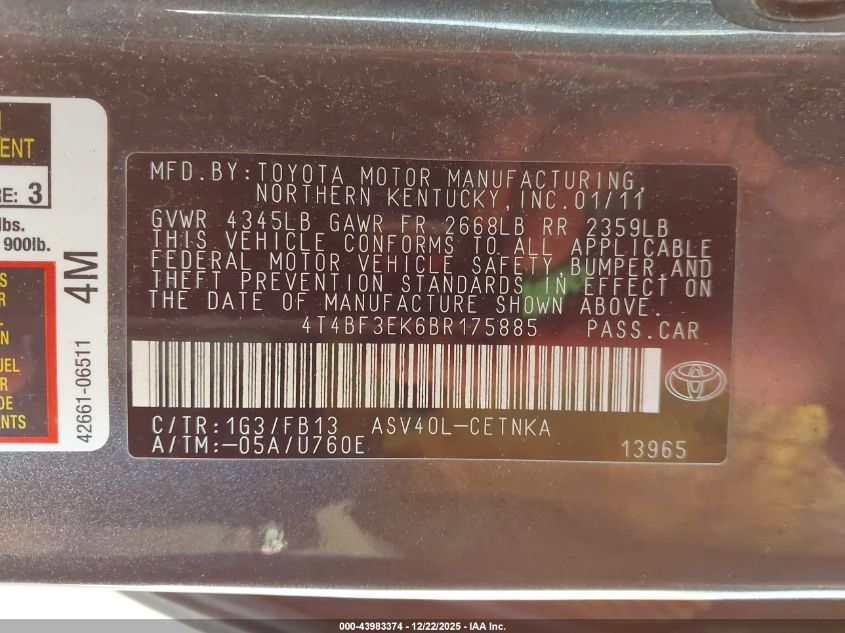 ENT
RE: 3
lbs.
900lb.
4M
42661-06511
S
R
L.
N
UEL
R
DE
NTS
MFD.BY: TOYOTA MOTOR MANUFACTURING,
NORTHERN KENTUCKY, INC. 01/11
GVWR 4345LB GAWR FR 2668LB RR 2359LB
THIS VEHICLE CONFORMS TO ALL APPLICABLE
FEDERAL MOTOR VEHICLE SAFETY, BUMPER, AND
THEFT PREVENTION STANDARDS IN EFFECT ON
THE DATE OF MANUFACTURE SHOWN ABOVE.
4T4BF3EK6BR175885 PASS.CAR
C/TR: 1G3/FB13 ASV40L-CETNKA
A/TM: -05A/U760E 13965
000-43983374 - 12/22/2025 - IAA Inc.